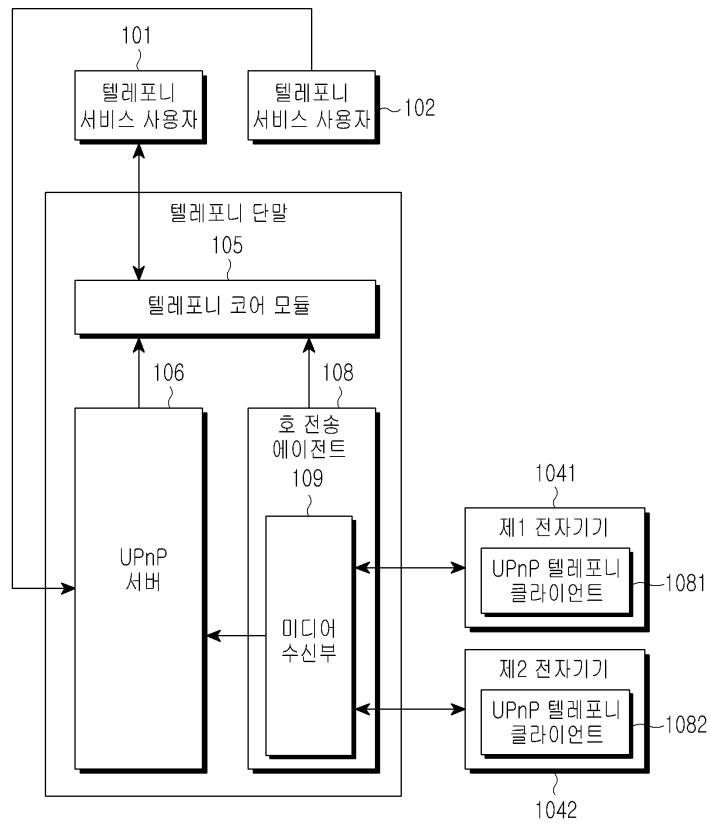 101
텔레포니
서비스 사용자
텔레포니
서비스 사용자
102
텔레포니 단말
105
텔레포니 코어 모듈
106
108
UPnP
서버
호 전송
에이전트
109
미디어
수신부
1041
제1 전자기기
UPnP 텔레포니
클라이언트
1081
제2 전자기기
UPnP 텔레포니
클라이언트
1082
1042